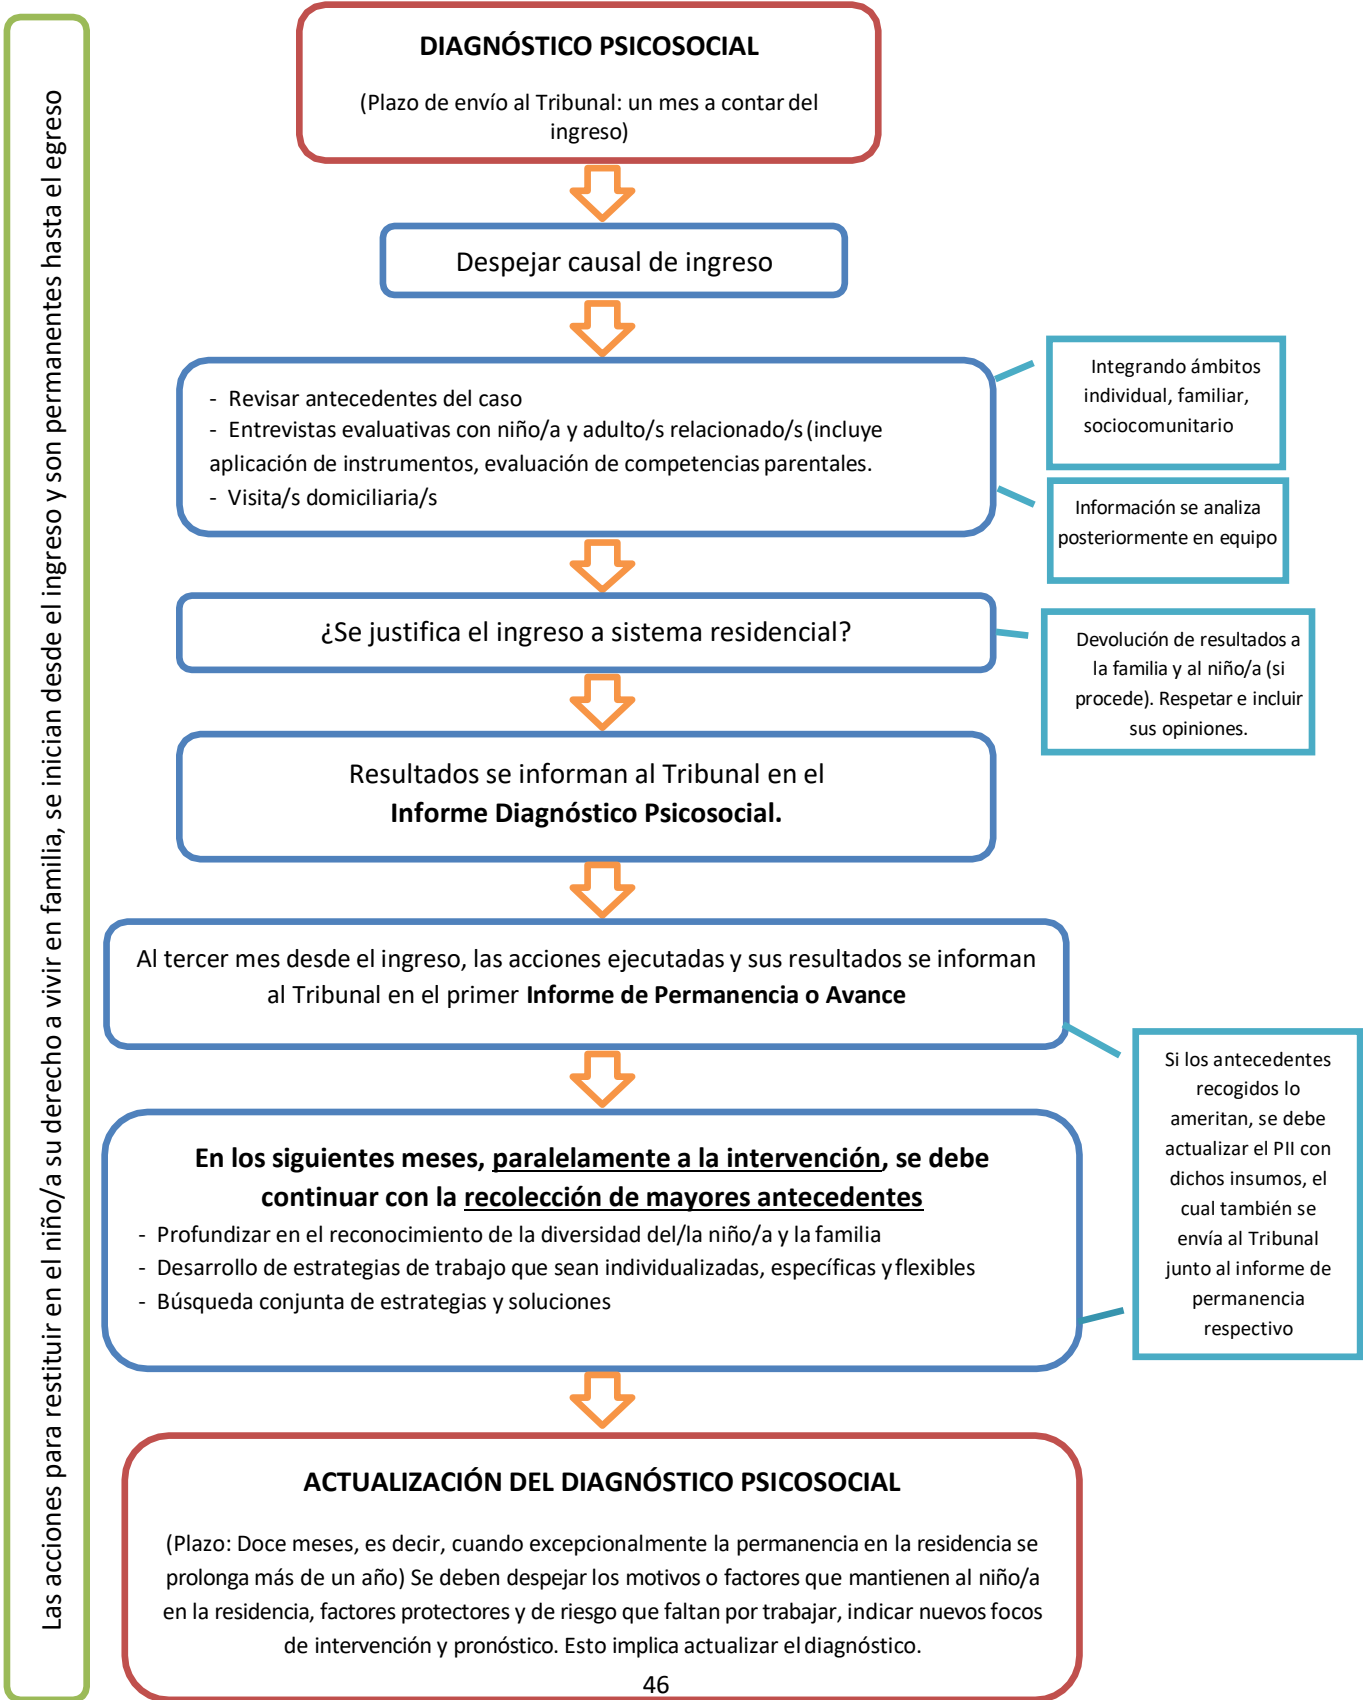 Las acciones para restituir en el niño/a su derecho a vivir en familia, se inician desde el ingreso y son permanentes hasta el egreso
DIAGNÓSTICO PSICOSOCIAL
(Plazo de envío al Tribunal: un mes a contar del
ingreso)
Despejar causal de ingreso
- Revisar antecedentes del caso
- Entrevistas evaluativas con niño/a y adulto/s relacionado/s (incluye
aplicación de instrumentos, evaluación de competencias parentales.
- Visita/s domiciliaria/s
Integrando ámbitos
individual, familiar,
sociocomunitario
Información se analiza
posteriormente en equipo
¿Se justifica el ingreso a sistema residencial?
Devolución de resultados a
la familia y al niño/a (si
procede). Respetar e incluir
sus opiniones.
Resultados se informan al Tribunal en el
Informe Diagnóstico Psicosocial.
Al tercer mes desde el ingreso, las acciones ejecutadas y sus resultados se informan
al Tribunal en el primer Informe de Permanencia o Avance
Si los antecedentes
recogidos lo
ameritan, se debe
actualizar el PII con
dichos insumos, el
cual también se
envía al Tribunal
junto al informe de
permanencia
respectivo
En los siguientes meses, paralelamente a la intervención, se debe
continuar con la recolección de mayores antecedentes
- Profundizar en el reconocimiento de la diversidad del/la niño/a y la familia
- Desarrollo de estrategias de trabajo que sean individualizadas, específicas y flexibles
- Búsqueda conjunta de estrategias y soluciones
ACTUALIZACIÓN DEL DIAGNÓSTICO PSICOSOCIAL
(Plazo: Doce meses, es decir, cuando excepcionalmente la permanencia en la residencia se
prolonga más de un año) Se deben despejar los motivos o factores que mantienen al niño/a
en la residencia, factores protectores y de riesgo que faltan por trabajar, indicar nuevos focos
de intervención y pronóstico. Esto implica actualizar el diagnóstico.
46